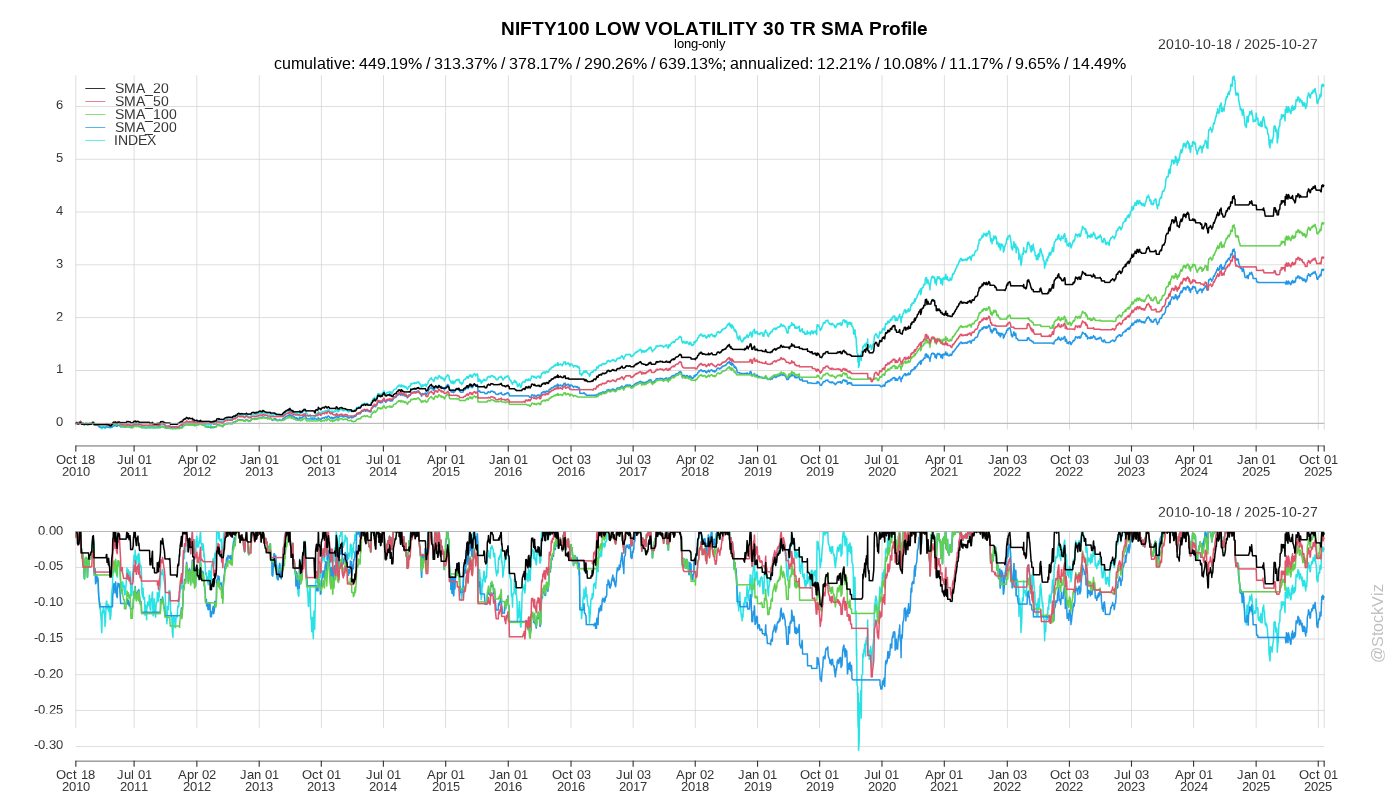 NIFTY100 LOW VOLATILITY 30 TR SMA Profile
long-only
2010-10-18 / 2025-10-27
cumulative: 449.19% / 313.37% / 378.17% / 290.26% / 639.13%; annualized: 12.21% / 10.08% / 11.17% / 9.65% / 14.49%
SMA_20
SMA_50
SMA_100
SMA_200
INDEX
6
5
4
3
2
1
0
Oct 18 Jul 01 Apr 02 Jan 01 Oct 01 Jul 01 Apr 01 Jan 01 Oct 03 Jul 03 Apr 02 Jan 01 Oct 01 Jul 01 Apr 01 Jan 03 Oct 03 Jul 03 Apr 01 Jan 01 Oct 01
2010 2011 2012 2013 2013 2014 2015 2016 2016 2017 2018 2019 2019 2020 2021 2022 2022 2023 2024 2025 2025
2010-10-18 / 2025-10-27
0.00
-0.05
-0.10
-0.15
-0.20
-0.25
-0.30
Oct 18 Jul 01 Apr 02 Jan 01 Oct 01 Jul 01 Apr 01 Jan 01 Oct 03 Jul 03 Apr 02 Jan 01 Oct 01 Jul 01 Apr 01 Jan 03 Oct 03 Jul 03 Apr 01 Jan 01 Oct 01
2010 2011 2012 2013 2013 2014 2015 2016 2016 2017 2018 2019 2019 2020 2021 2022 2022 2023 2024 2025 2025
@StockViz